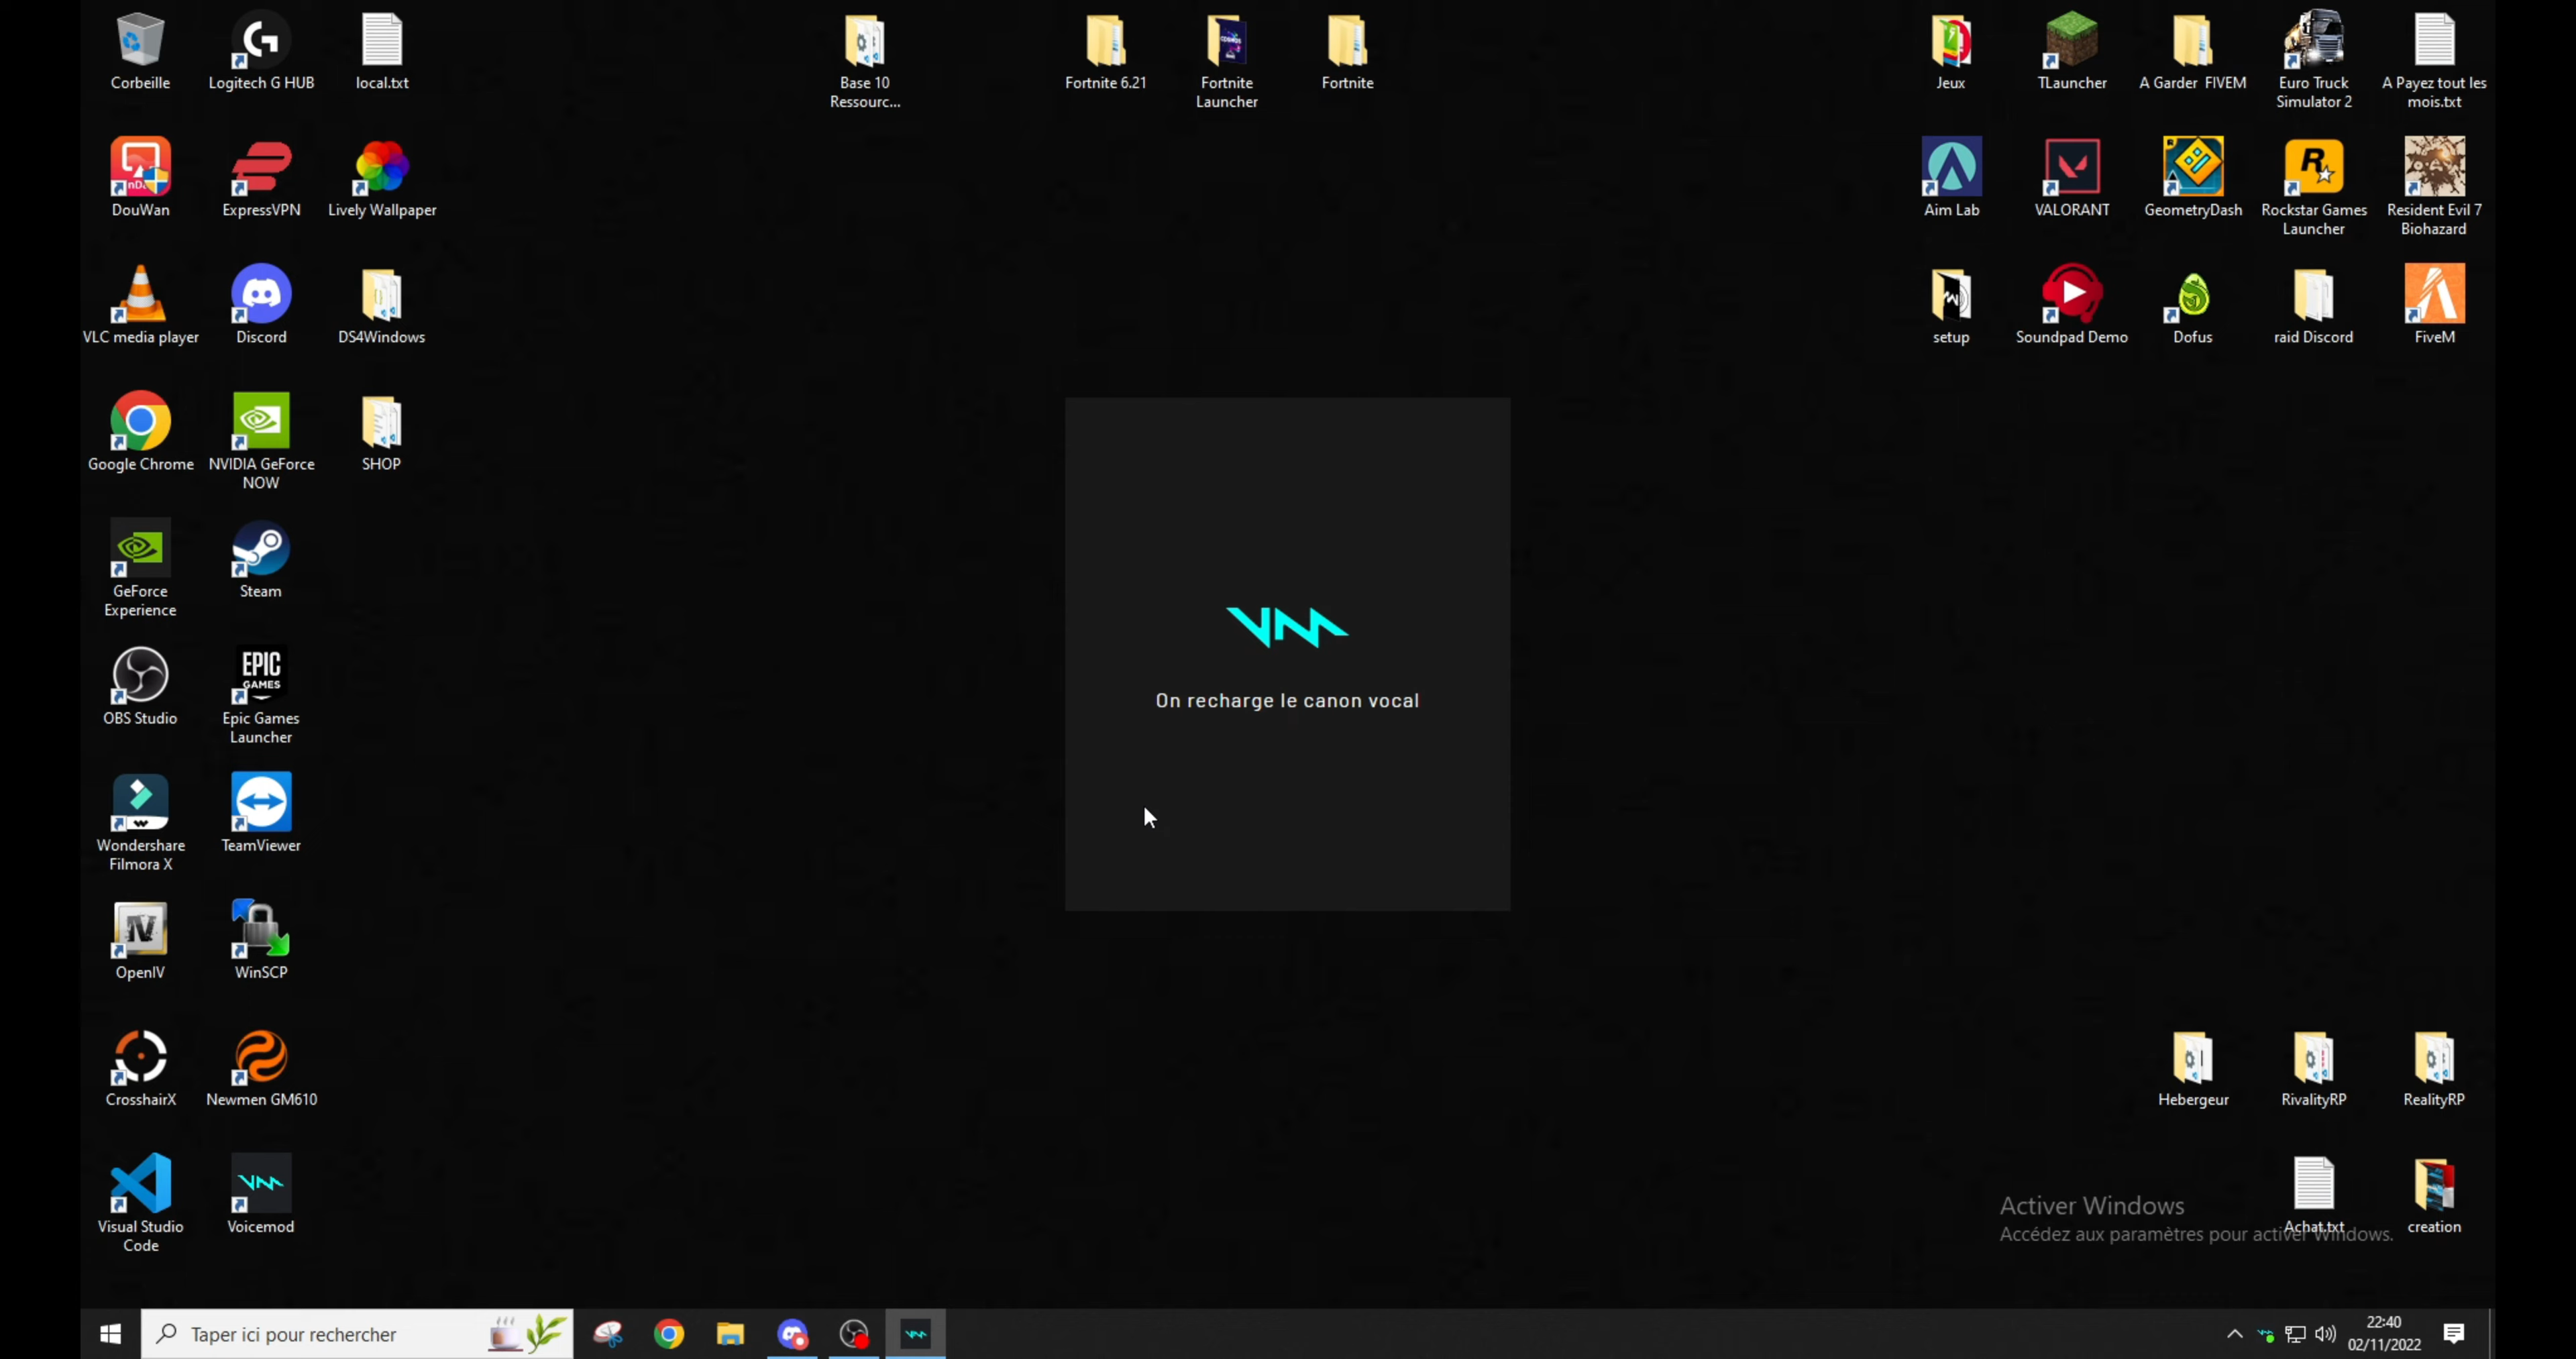 Corbeille
Logitech G HUB
local.txt
Base 10
Ressourc...
Fortnite 6.21
Fortnite
Launcher
Fortnite
Jeux
TLauncher
A Garder FIVEM
Euro Truck
Simulator 2
A Payez tout les
mois.txt
DouWan
ExpressVPN
Lively Wallpaper
Aim Lab
VALORANT
GeometryDash
Rockstar Games
Launcher
Resident Evil 7
Biohazard
VLC media player
Discord
DS4Windows
setup
Soundpad Demo
Dofus
raid Discord
FiveM
Google Chrome
NVIDIA GeForce
NOW
SHOP
GeForce
Experience
Steam
EPIC
GAMES
OBS Studio
Epic Games
Launcher
On recharge le canon vocal
Wondershare
Filmora X
TeamViewer
OpenIV
WinSCP
CrosshairX
Newmen GM610
Hebergeur
RivalityRP
RealityRP
Visual Studio
Code
Voicemod
Achat.txt
creation
Activer Windows
Accédez aux paramètres pour activer Windows.
Taper ici pour rechercher
22:40
02/11/2022